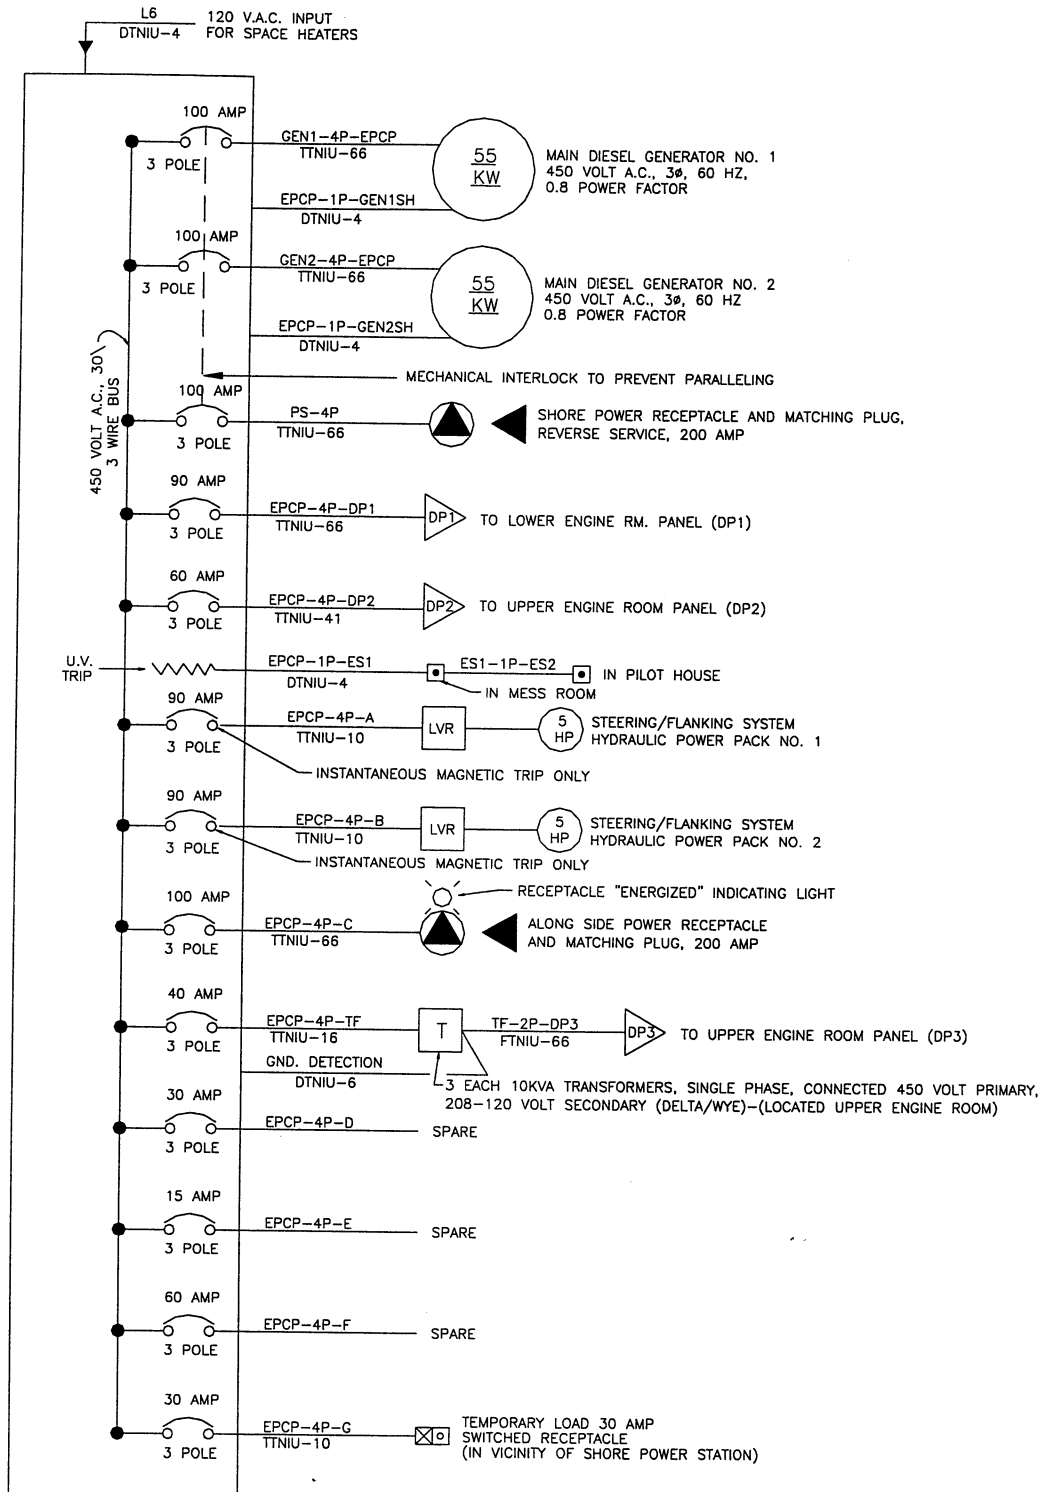 L6
DTNIU-4
120 V.A.C. INPUT
FOR SPACE HEATERS
100 AMP
3 POLE
GEN1-4P-EPCP
TTNIU-66
55
KW
MAIN DIESEL GENERATOR NO. 1
450 VOLT A.C., 3ø, 60 HZ,
0.8 POWER FACTOR
EPCP-1P-GEN1SH
DTNIU-4
100 AMP
3 POLE
GEN2-4P-EPCP
TTNIU-66
55
KW
MAIN DIESEL GENERATOR NO. 2
450 VOLT A.C., 3ø, 60 HZ
0.8 POWER FACTOR
EPCP-1P-GEN2SH
DTNIU-4
450 VOLT A.C., 30\
3 WIRE BUS
MECHANICAL INTERLOCK TO PREVENT PARALLELING
100 AMP
3 POLE
PS-4P
TTNIU-66
SHORE POWER RECEPTACLE AND MATCHING PLUG,
REVERSE SERVICE, 200 AMP
90 AMP
3 POLE
EPCP-4P-DP1
TTNIU-66
DP1
TO LOWER ENGINE RM. PANEL (DP1)
60 AMP
3 POLE
EPCP-4P-DP2
TTNIU-41
DP2
TO UPPER ENGINE ROOM PANEL (DP2)
U.V.
TRIP
EPCP-1P-ES1
DTNIU-4
ES1-1P-ES2
IN PILOT HOUSE
IN MESS ROOM
90 AMP
3 POLE
EPCP-4P-A
TTNIU-10
LVR
5
HP
STEERING/FLANKING SYSTEM
HYDRAULIC POWER PACK NO. 1
INSTANTANEOUS MAGNETIC TRIP ONLY
90 AMP
3 POLE
EPCP-4P-B
TTNIU-10
LVR
5
HP
STEERING/FLANKING SYSTEM
HYDRAULIC POWER PACK NO. 2
INSTANTANEOUS MAGNETIC TRIP ONLY
RECEPTACLE "ENERGIZED" INDICATING LIGHT
100 AMP
3 POLE
EPCP-4P-C
TTNIU-66
ALONG SIDE POWER RECEPTACLE
AND MATCHING PLUG, 200 AMP
40 AMP
3 POLE
EPCP-4P-TF
TTNIU-16
T
TF-2P-DP3
FTNIU-66
DP3
TO UPPER ENGINE ROOM PANEL (DP3)
GND. DETECTION
DTNIU-6
3 EACH 10KVA TRANSFORMERS, SINGLE PHASE, CONNECTED 450 VOLT PRIMARY,
208-120 VOLT SECONDARY (DELTA/WYE)-(LOCATED UPPER ENGINE ROOM)
30 AMP
3 POLE
EPCP-4P-D
SPARE
15 AMP
3 POLE
EPCP-4P-E
SPARE
60 AMP
3 POLE
EPCP-4P-F
SPARE
30 AMP
3 POLE
EPCP-4P-G
TTNIU-10
TEMPORARY LOAD 30 AMP
SWITCHED RECEPTACLE
(IN VICINITY OF SHORE POWER STATION)